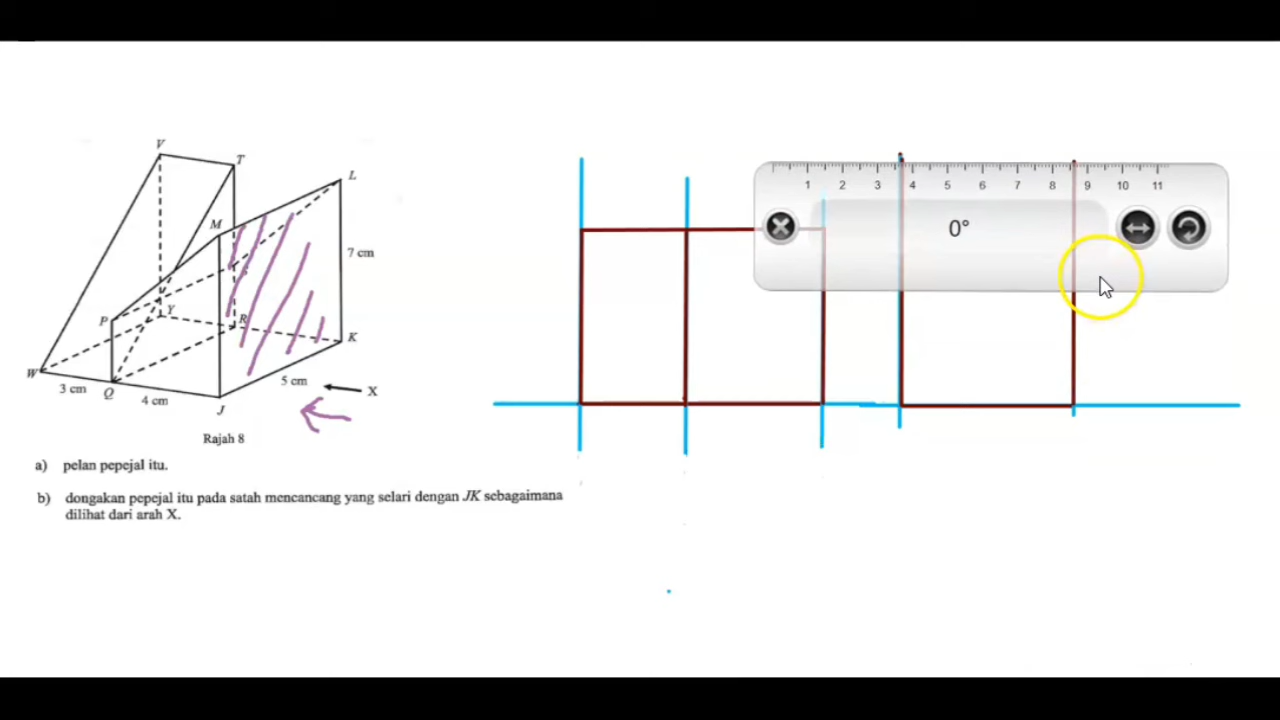 V
T
L
M
7 cm
P
Y
R
K
W
Q
J
3 cm
4 cm
5 cm
X
Rajah 8
a) pelan pepejal itu.
b) dongakan pepejal itu pada satah mencancang yang selari dengan JK sebagaimana
dilihat dari arah X.
1 2 3 4 5 6 7 8 9 10 11
0°